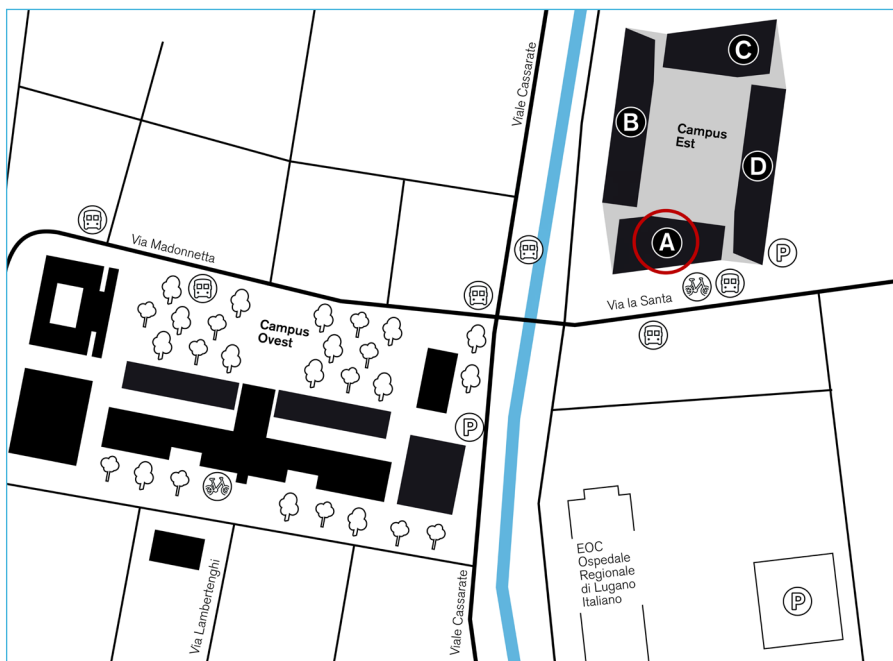 Viale Cassarate
C
B
Campus
Est
D
A
P
Via Madonnetta
Via la Santa
Campus
Ovest
P
EOC
Ospedale
Regionale
di Lugano
Italiano
P
Via Lambertenghi
Viale Cassarate